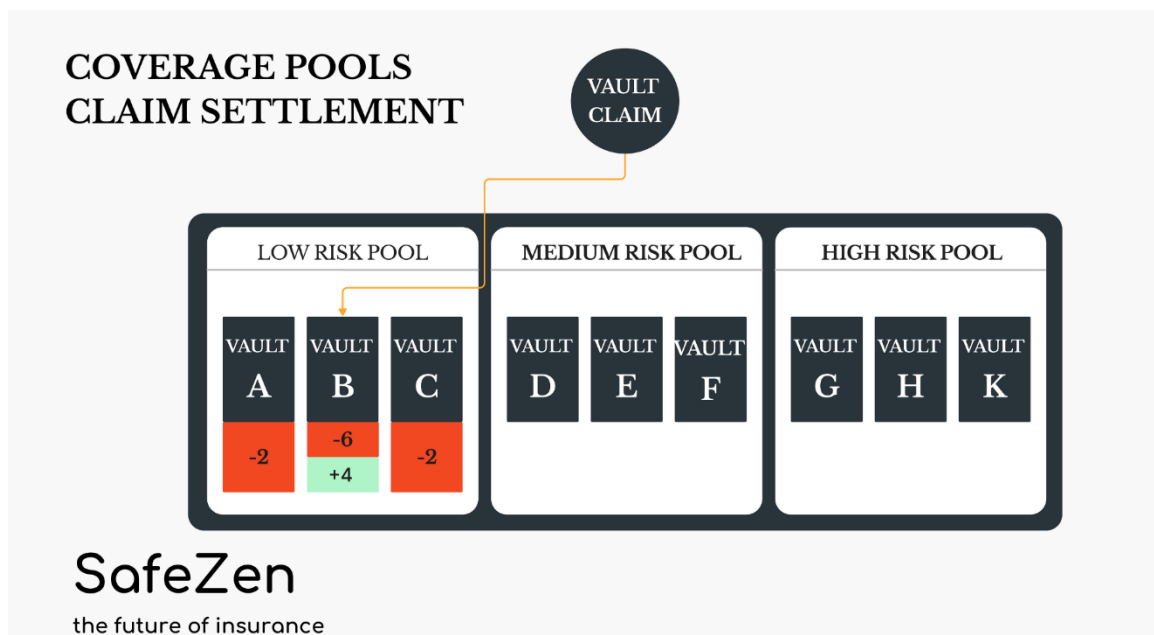 COVERAGE POOLS
CLAIM SETTLEMENT
VAULT
CLAIM
LOW RISK POOL
MEDIUM RISK POOL
HIGH RISK POOL
VAULT
A
VAULT
B
VAULT
C
VAULT
D
VAULT
E
VAULT
F
VAULT
G
VAULT
H
VAULT
K
-2
-6
+4
-2
SafeZen
the future of insurance